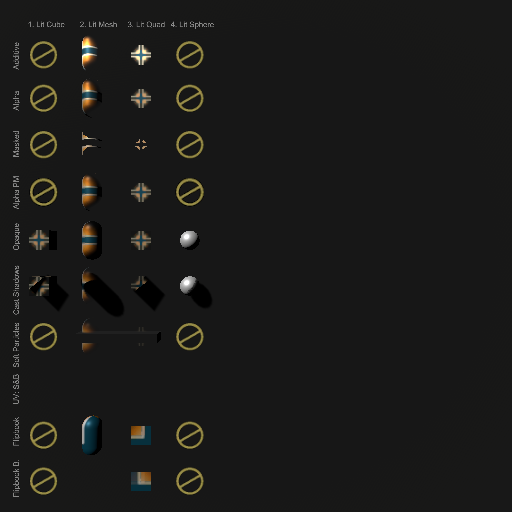 1. Lit Cube 2. Lit Mesh 3. Lit Quad 4. Lit Sphere
Additive
Alpha
Masked
Alpha PM
Opaque
Cast Shadows
Soft Particles
UV: S&B
Flipbook
Flipbook B.